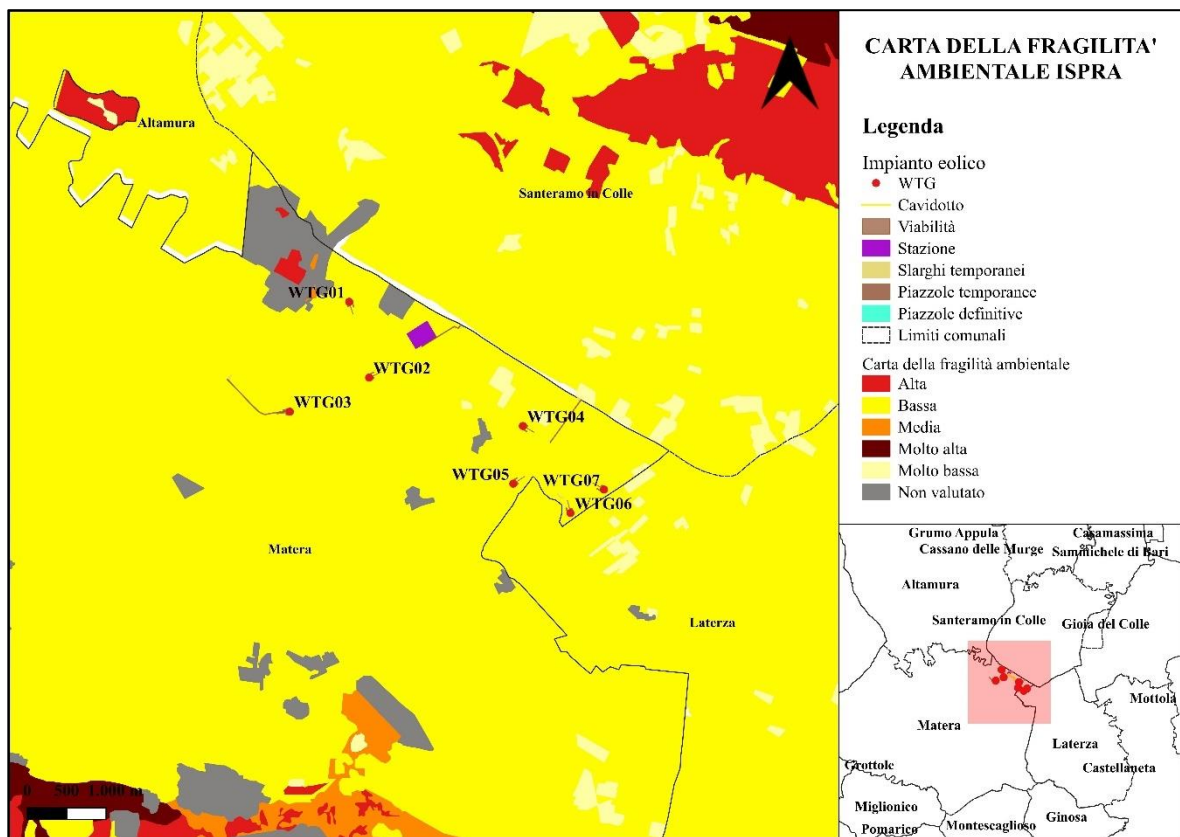 CARTA DELLA FRAGILITA'
AMBIENTALE ISPRA
Legenda
Impianto eolico
WTG
Cavidotto
Viabilità
Stazione
Slarghi temporanei
Piazzole temporanee
Piazzole definitive
Limiti comunali
Carta della fragilità ambientale
Alta
Bassa
Media
Molto alta
Molto bassa
Non valutato
Altamura
Santeramo in Colle
WTG01
WTG02
WTG03
WTG04
WTG05
WTG07
WTG06
Matera
Laterza
0 500 1.000 m
Grumo Appula
Casamassima
Cassano delle Murge
Sammichele di Bari
Altamura
Santeramo in Colle
Gioia del Colle
Mottola
Matera
Laterza
Castellaneta
Grottole
Miglionico
Ginosa
Pomarico
Montescaglioso